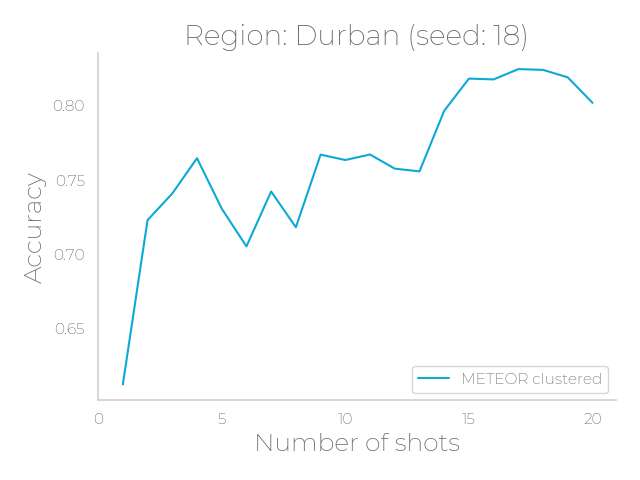 Region: Durban (seed: 18)
Accuracy
0.80
0.75
0.70
0.65
METEOR clustered
0 5 10 15 20
Number of shots